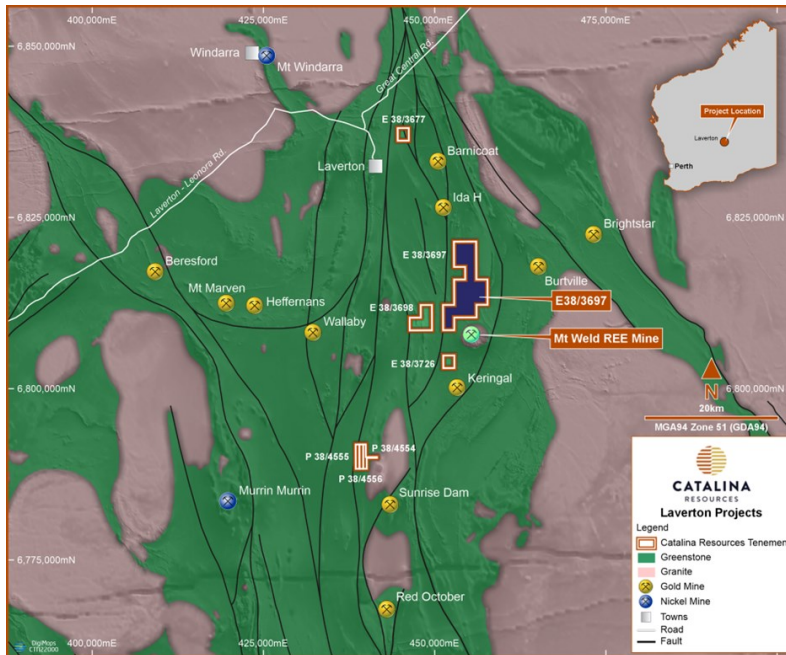 400,000mE
425,000mE
450,000mE
475,000mE
6,850,000mN
Windarra
Mt Windarra
Great Central Rd.
Project Location
Laverton
Perth
E 38/3677
Barnicoat
Laverton
Laverton - Leonora Rd.
Ida H
6,825,000mN
6,825,000mN
Brightstar
E 38/3697
Beresford
Burtville
Mt Marven
Heffernans
E 38/3698
E38/3697
Wallaby
Mt Weld REE Mine
E 38/3726
Keringal
6,800,000mN
6,800,000mN
N
20km
MGA94 Zone 51 (GDA94)
P 38/4554
P 38/4555
P 38/4556
Murrin Murrin
Sunrise Dam
CATALINA
RESOURCES
Laverton Projects
Legend
Catalina Resources Tenement
Greenstone
Granite
Gold Mine
Nickel Mine
Towns
Road
Fault
6,775,000mN
Red October
DigiMaps
CTN22000
400,000mE
425,000mE
450,000mE